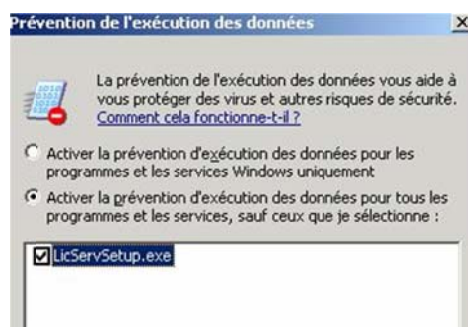 Prévention de l'exécution des données
La prévention de l'exécution des données vous aide à
vous protéger des virus et autres risques de sécurité.
Comment cela fonctionne-t-il ?
Activer la prévention d'exécution des données pour les
programmes et les services Windows uniquement
Activer la prévention d'exécution des données pour tous les
programmes et les services, sauf ceux que je sélectionne :
LicServSetup.exe